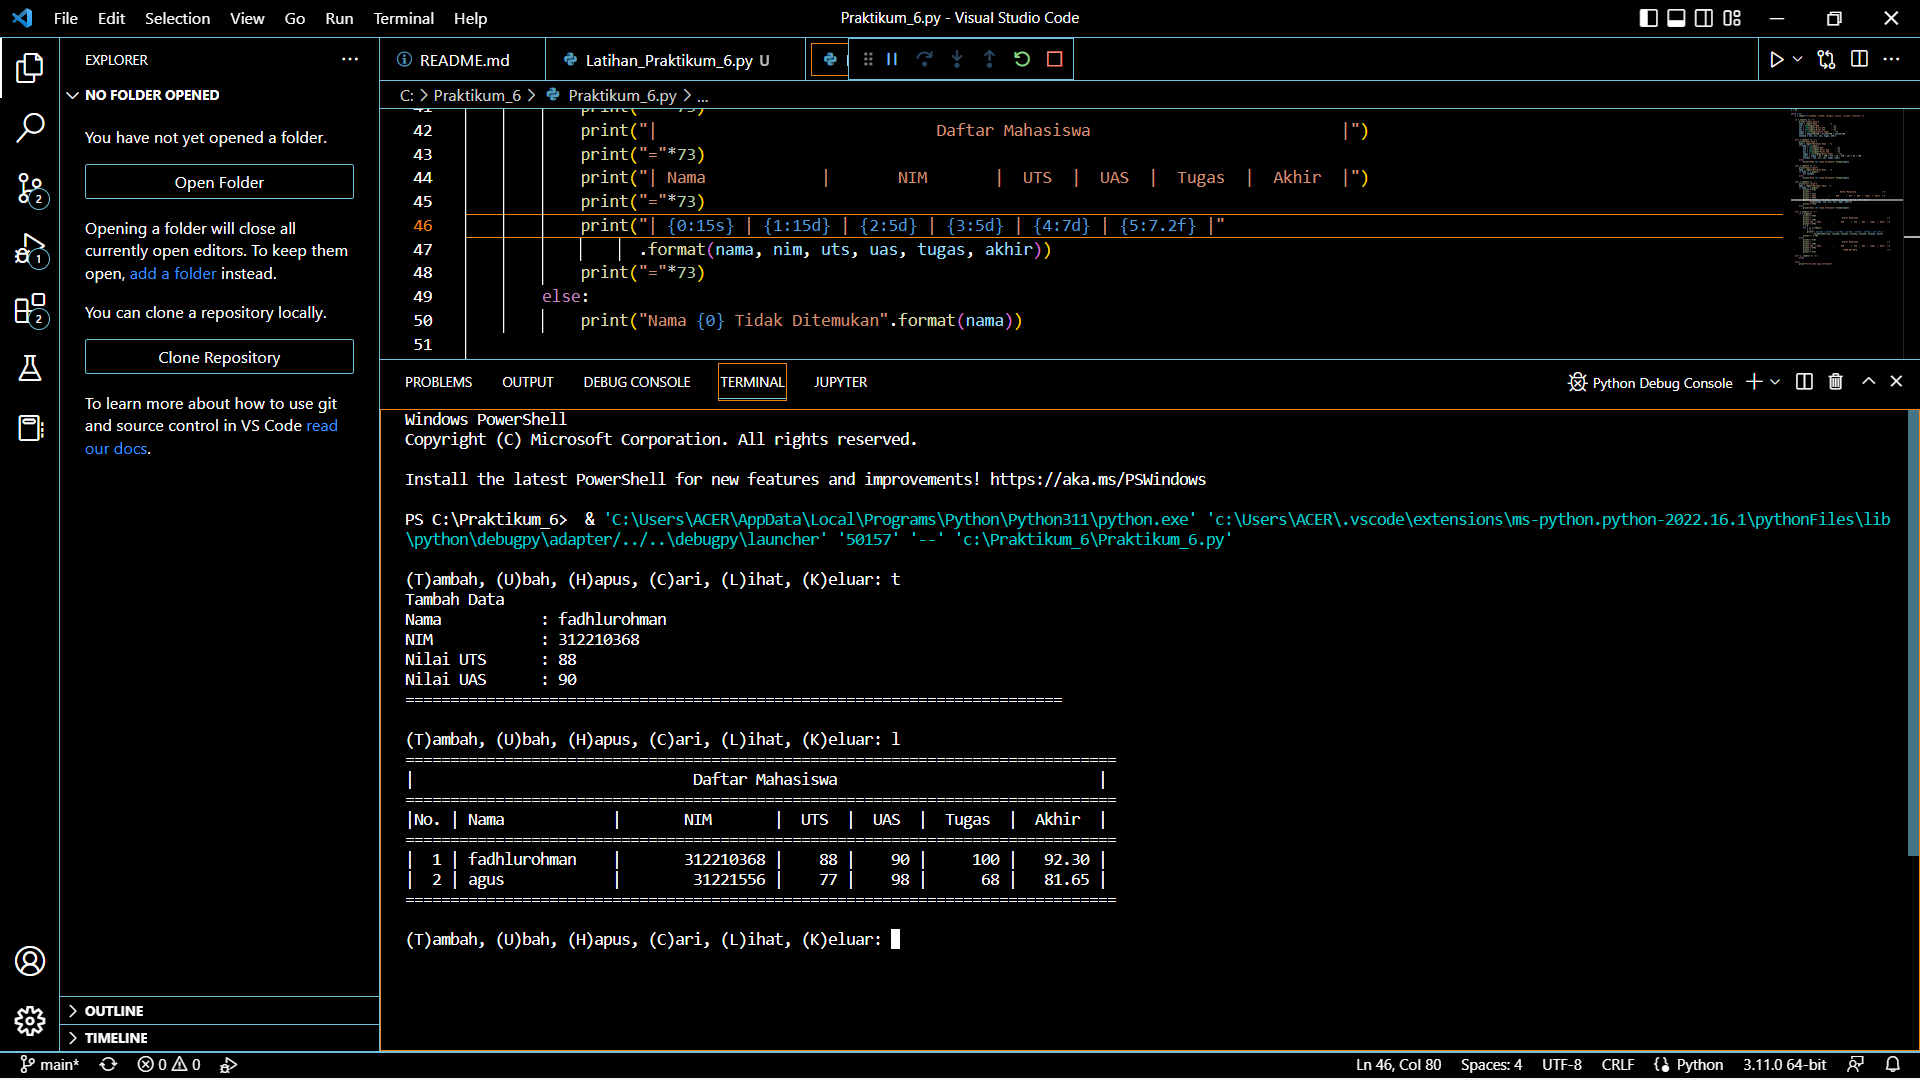 File Edit Selection View Go Run Terminal Help
Praktikum_6.py - Visual Studio Code
EXPLORER
NO FOLDER OPENED
You have not yet opened a folder.
Open Folder
Opening a folder will close all
currently open editors. To keep them
open, add a folder instead.
You can clone a repository locally.
Clone Repository
To learn more about how to use git
and source control in VS Code read
our docs.
OUTLINE
TIMELINE
2
1
2
README.md
Latihan_Praktikum_6.py U
C: > Praktikum_6 > Praktikum_6.py > ...
42 print("| Daftar Mahasiswa |")
43 print("="*73)
44 print("| Nama | NIM | UTS | UAS | Tugas | Akhir |")
45 print("="*73)
46 print("| {0:15s} | {1:15d} | {2:5d} | {3:5d} | {4:7d} | {5:7.2f} |"
47 .format(nama, nim, uts, uas, tugas, akhir))
48 print("="*73)
49 else:
50 print("Nama {0} Tidak Ditemukan".format(nama))
51
PROBLEMS OUTPUT DEBUG CONSOLE TERMINAL JUPYTER
Python Debug Console
Windows PowerShell
Copyright (C) Microsoft Corporation. All rights reserved.
Install the latest PowerShell for new features and improvements! https://aka.ms/PSWindows
PS C:\Praktikum_6> & 'C:\Users\ACER\AppData\Local\Programs\Python\Python311\python.exe' 'c:\Users\ACER\.vscode\extensions\ms-python.python-2022.16.1\pythonFiles\lib
\python\debugpy\adapter/../..\debugpy\launcher' '50157' '--' 'c:\Praktikum_6\Praktikum_6.py'
(T)ambah, (U)bah, (H)apus, (C)ari, (L)ihat, (K)eluar: t
Tambah Data
Nama : fadhlurohman
NIM : 312210368
Nilai UTS : 88
Nilai UAS : 90
=========================================================================
(T)ambah, (U)bah, (H)apus, (C)ari, (L)ihat, (K)eluar: l
===============================================================================
| Daftar Mahasiswa |
===============================================================================
|No. | Nama | NIM | UTS | UAS | Tugas | Akhir |
===============================================================================
| 1 | fadhlurohman | 312210368 | 88 | 90 | 100 | 92.30 |
| 2 | agus | 31221556 | 77 | 98 | 68 | 81.65 |
===============================================================================
(T)ambah, (U)bah, (H)apus, (C)ari, (L)ihat, (K)eluar:
main* 0 0
Ln 46, Col 80 Spaces: 4 UTF-8 CRLF Python 3.11.0 64-bit